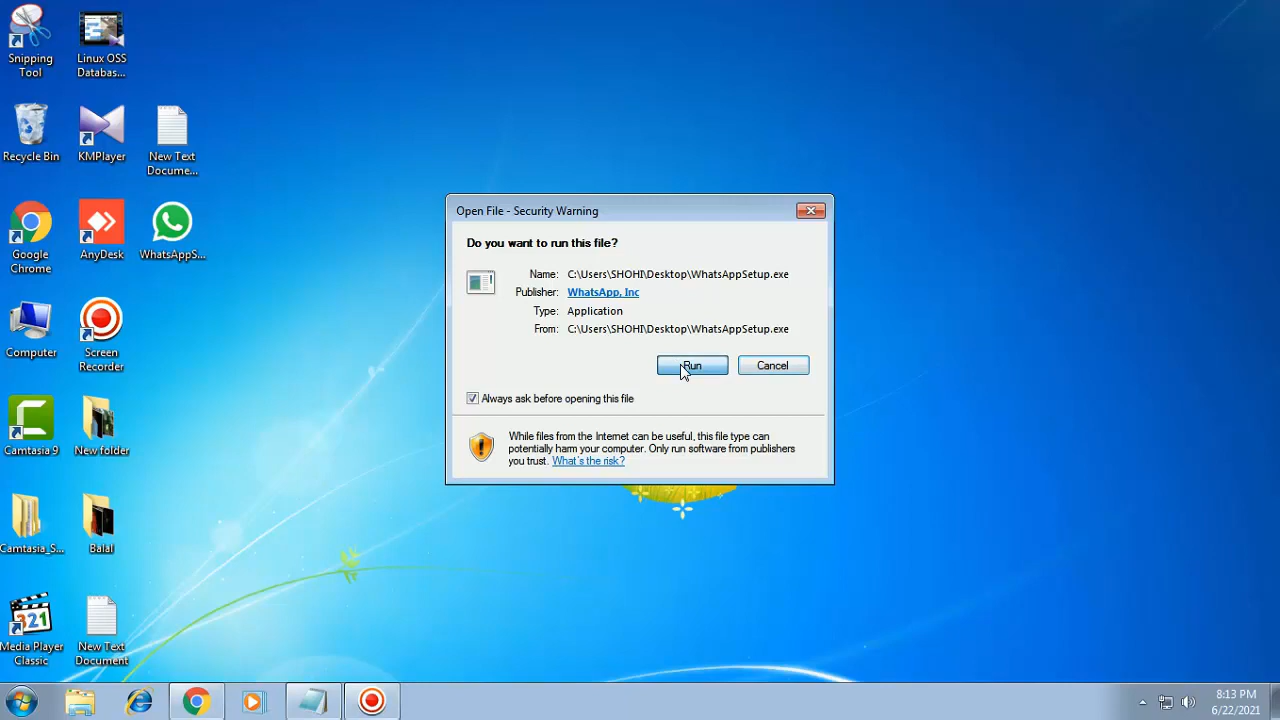 Snipping
Tool
Linux OSS
Databas...
Recycle Bin
KMPlayer
New Text
Docume...
Google
Chrome
AnyDesk
WhatsAppS...
Computer
Screen
Recorder
Camtasia 9
New folder
Camtasia_S...
Balal
321
Media Player
Classic
New Text
Document
Open File - Security Warning
Do you want to run this file?
Name: C:\Users\SHOHI\Desktop\WhatsAppSetup.exe
Publisher: WhatsApp, Inc
Type: Application
From: C:\Users\SHOHI\Desktop\WhatsAppSetup.exe
Run Cancel
Always ask before opening this file
While files from the Internet can be useful, this file type can
potentially harm your computer. Only run software from publishers
you trust. What's the risk?
8:13 PM
6/22/2021